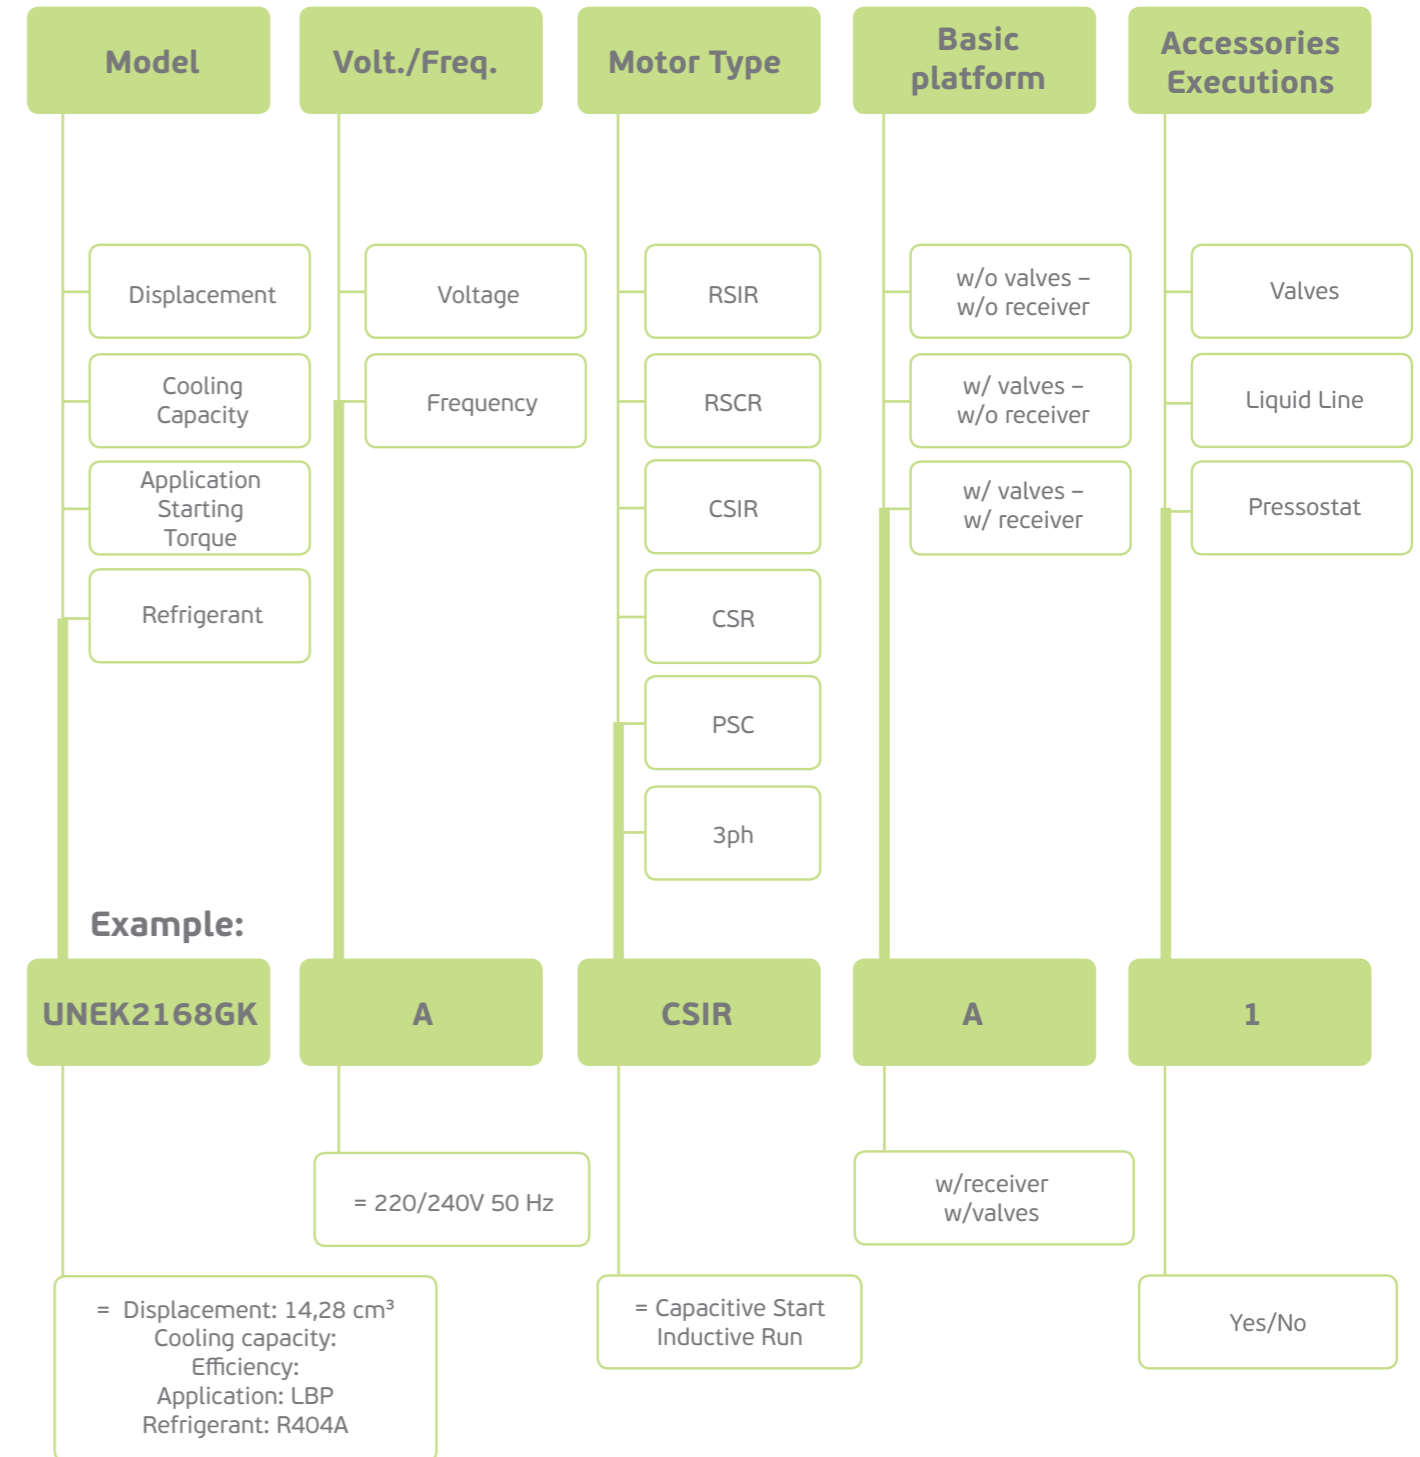 Model
Volt./Freq.
Motor Type
Basic
platform
Accessories
Executions
Displacement
Cooling
Capacity
Application
Starting
Torque
Refrigerant
Voltage
Frequency
RSIR
RSCR
CSIR
CSR
PSC
3ph
w/o valves –
w/o receiver
w/ valves –
w/o receiver
w/ valves –
w/ receiver
Valves
Liquid Line
Pressostat
Example:
UNEK2168GK
A
CSIR
A
1
= Displacement: 14,28 cm³
Cooling capacity:
Efficiency:
Application: LBP
Refrigerant: R404A
= 220/240V 50 Hz
= Capacitive Start
Inductive Run
w/receiver
w/valves
Yes/No